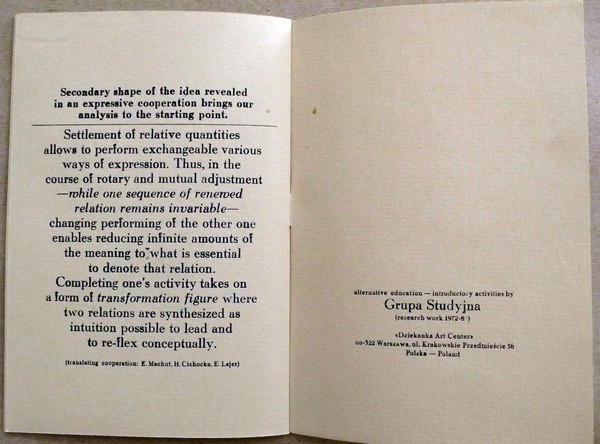 Secondary shape of the idea revealed
in an expressive cooperation brings our
analysis to the starting point.
Settlement of relative quantities
allows to perform exchangeable various
ways of expression. Thus, in the
course of rotary and mutual adjustment
—while one sequence of renewed
relation remains invariable—
changing performing of the other one
enables reducing infinite amounts of
the meaning to what is essential
to denote that relation.
Completing one's activity takes on
a form of transformation figure where
two relations are synthesized as
intuition possible to lead and
to re-flex conceptually.
(translating cooperation: E. Machut, H. Cichocka, E. Lajer)
alternative education — introductory activities by
Grupa Studyjna
(research work
«Dziekanka Art Center»
00-322 Warszawa, ul. Krakowskie Przedmieście 56
Polska — Poland